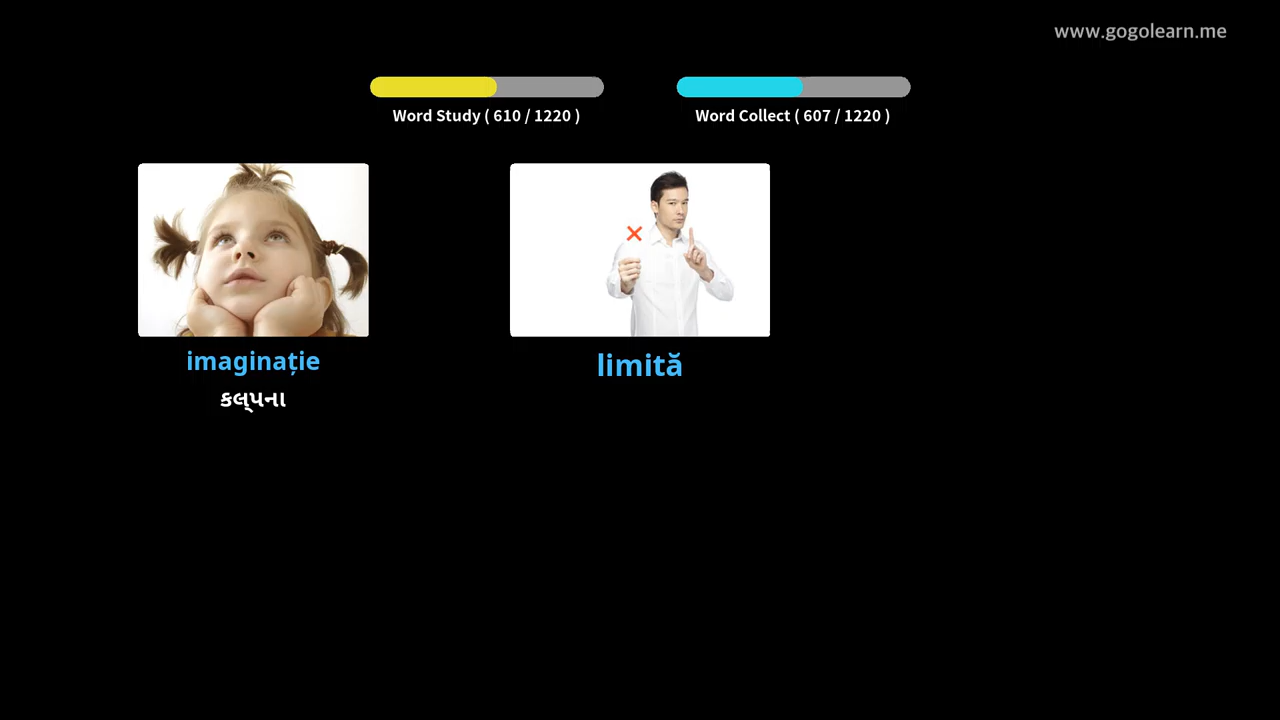 www.gogolearn.me
Word Study ( 610 / 1220 )
Word Collect ( 607 / 1220 )
imaginație
કલ્પના
limită